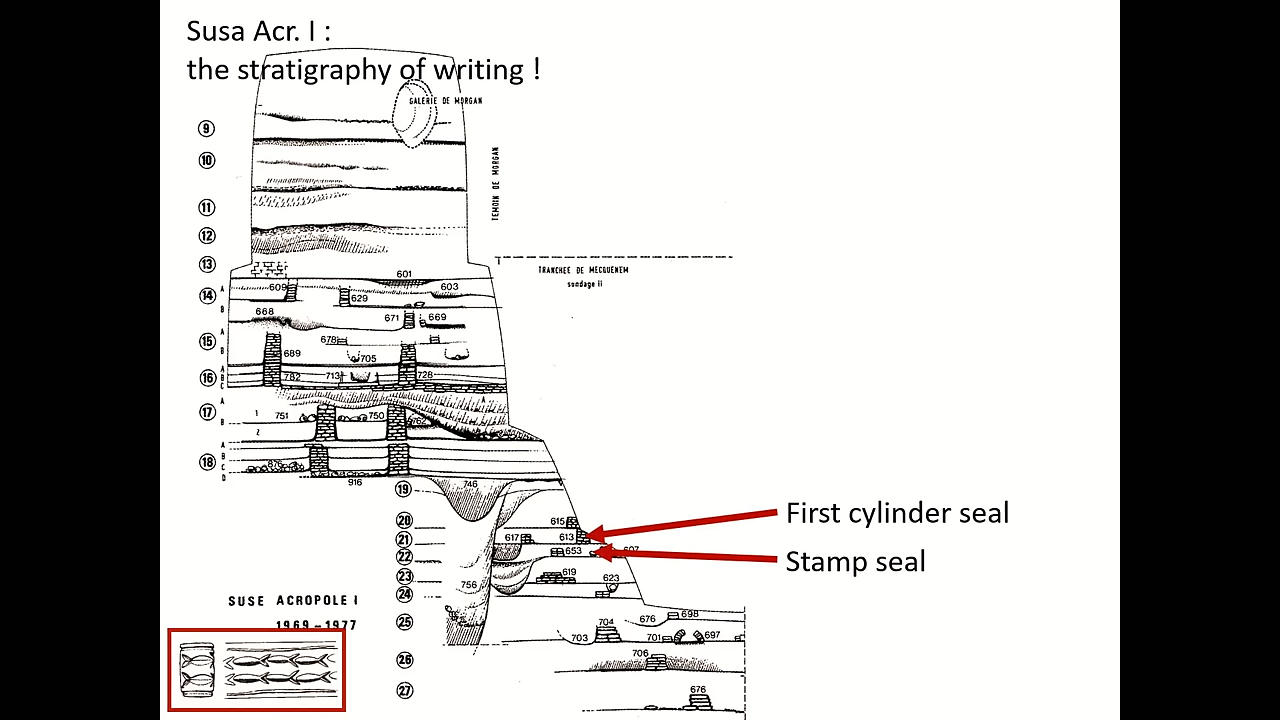 Susa Acr. I :
the stratigraphy of writing !
GALERIE DE MORGAN
9
10
TEMOIN DE MORGAN
11
12
13
TRANCHEE DE MECQUENEM
sondage II
601
A
609
603
14
629
B
668
671
669
A
15
678
B
689
705
A
16
B
C
782
713
728
A
A
17
1
751
750
762
B
2
A
B
18
C
876
D
916
746
19
615
20
617
613
First cylinder seal
21
653
607
22
Stamp seal
619
23
756
623
24
SUSE ACROPOLE I
1969-1977
676
698
25
704
703
701
697
706
26
27
676